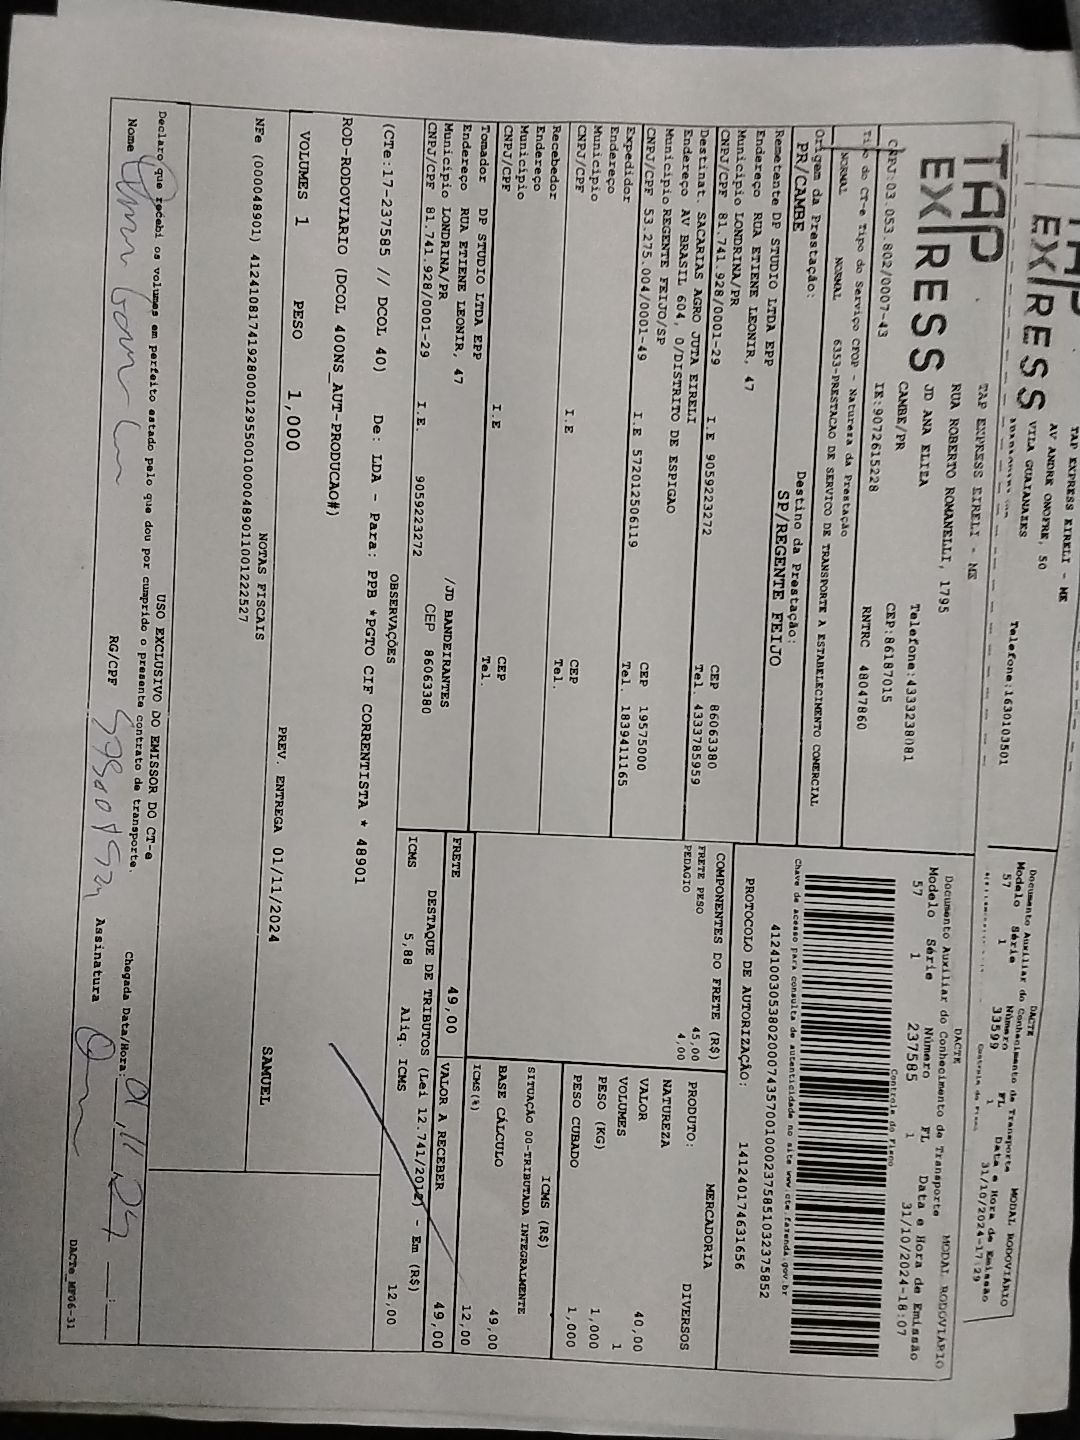 TAP EXPRESS EIRELI - ME
AV ANDRE ONOFRE, 50
VILA GUAIANAZES
Telefone:1630103501
EXPRESS
DACTE
Documento Auxiliar do Conhecimento de Transporte MODAL RODOVIÁRIO
Modelo Série Número FL Data e Hora de Emissão
57 1 33599 1 31/10/2024-17:29
TAP
EXPRESS
TAP EXPRESS EIRELI - ME
RUA ROBERTO ROMANELLI, 1795
JD ANA ELIZA Telefone:4333238081
CAMBE/PR CEP:86187015
CNPJ:03.053.802/0007-43 IE:9072615228 RNTRC 48047860
DACTE
Documento Auxiliar do Conhecimento de Transporte MODAL RODOVIÁRIO
Modelo Série Número FL Data e Hora de Emissão
57 1 237585 1 31/10/2024-18:07
Controle do Fisco
Tipo do CT-e Tipo do Serviço CFOP - Natureza da Prestação
NORMAL NORMAL 6353-PRESTACAO DE SERVICO DE TRANSPORTE A ESTABELECIMENTO COMERCIAL
Chave de acesso para consulta de autenticidade no site www.cte.fazenda.gov.br
41241003053802000743570010002375851032375852
PROTOCOLO DE AUTORIZAÇÃO: 141240174631656
Origem da Prestação: Destino da Prestação:
PR/CAMBE SP/REGENTE FEIJO
Remetente DP STUDIO LTDA EPP
Endereço RUA ETIENE LEONIR, 47
Município LONDRINA/PR CEP 86063380
CNPJ/CPF 81.741.928/0001-29 I.E 9059223272 Tel. 4333785959
Destinat. SACARIAS AGRO JUTA EIRELI
Endereço AV BRASIL 604, 0/DISTRITO DE ESPIGAO
Município REGENTE FEIJO/SP CEP 19575000
CNPJ/CPF 53.275.004/0001-49 I.E 572012506119 Tel. 1839411165
Expedidor
Endereço
Município CEP
CNPJ/CPF I.E Tel.
Recebedor
Endereço
Município CEP
CNPJ/CPF I.E Tel.
Tomador DP STUDIO LTDA EPP
Endereço RUA ETIENE LEONIR, 47 /JD BANDEIRANTES
Município LONDRINA/PR CEP 86063380
CNPJ/CPF 81.741.928/0001-29 I.E. 9059223272
COMPONENTES DO FRETE (R$)
FRETE PESO 45,00
PEDAGIO 4,00
PRODUTO: MERCADORIA
NATUREZA DIVERSOS
VALOR 40,00
VOLUMES 1
PESO (KG) 1,000
PESO CUBADO 1,000
ICMS (R$)
SITUAÇÃO 00-TRIBUTADA INTEGRALMENTE
BASE CÁLCULO 49,00
ICMS(%) 12,00
FRETE 49,00 VALOR A RECEBER 49,00
DESTAQUE DE TRIBUTOS (Lei 12.741/2012) - Em (R$)
ICMS 5,88 Aliq. ICMS 12,00
OBSERVAÇÕES
(CTe:17-237585 // DCOL 40) De: LDA - Para: PPB *PGTO CIF CORRENTISTA * 48901
ROD-RODOVIARIO (DCOL 400NS_AUT-PRODUCAO#)
VOLUMES 1 PESO 1,000 PREV. ENTREGA 01/11/2024 SAMUEL
NOTAS FISCAIS
NFe (000048901) 41241081741928000129550010000489011001222527
USO EXCLUSIVO DO EMISSOR DO CT-e
Declaro que recebi os volumes em perfeito estado pelo que dou por cumprido o presente contrato de transporte.
Chegada Data/Hora: 01,11,24 :
Nome RG/CPF Assinatura
DACTe_MF06-31